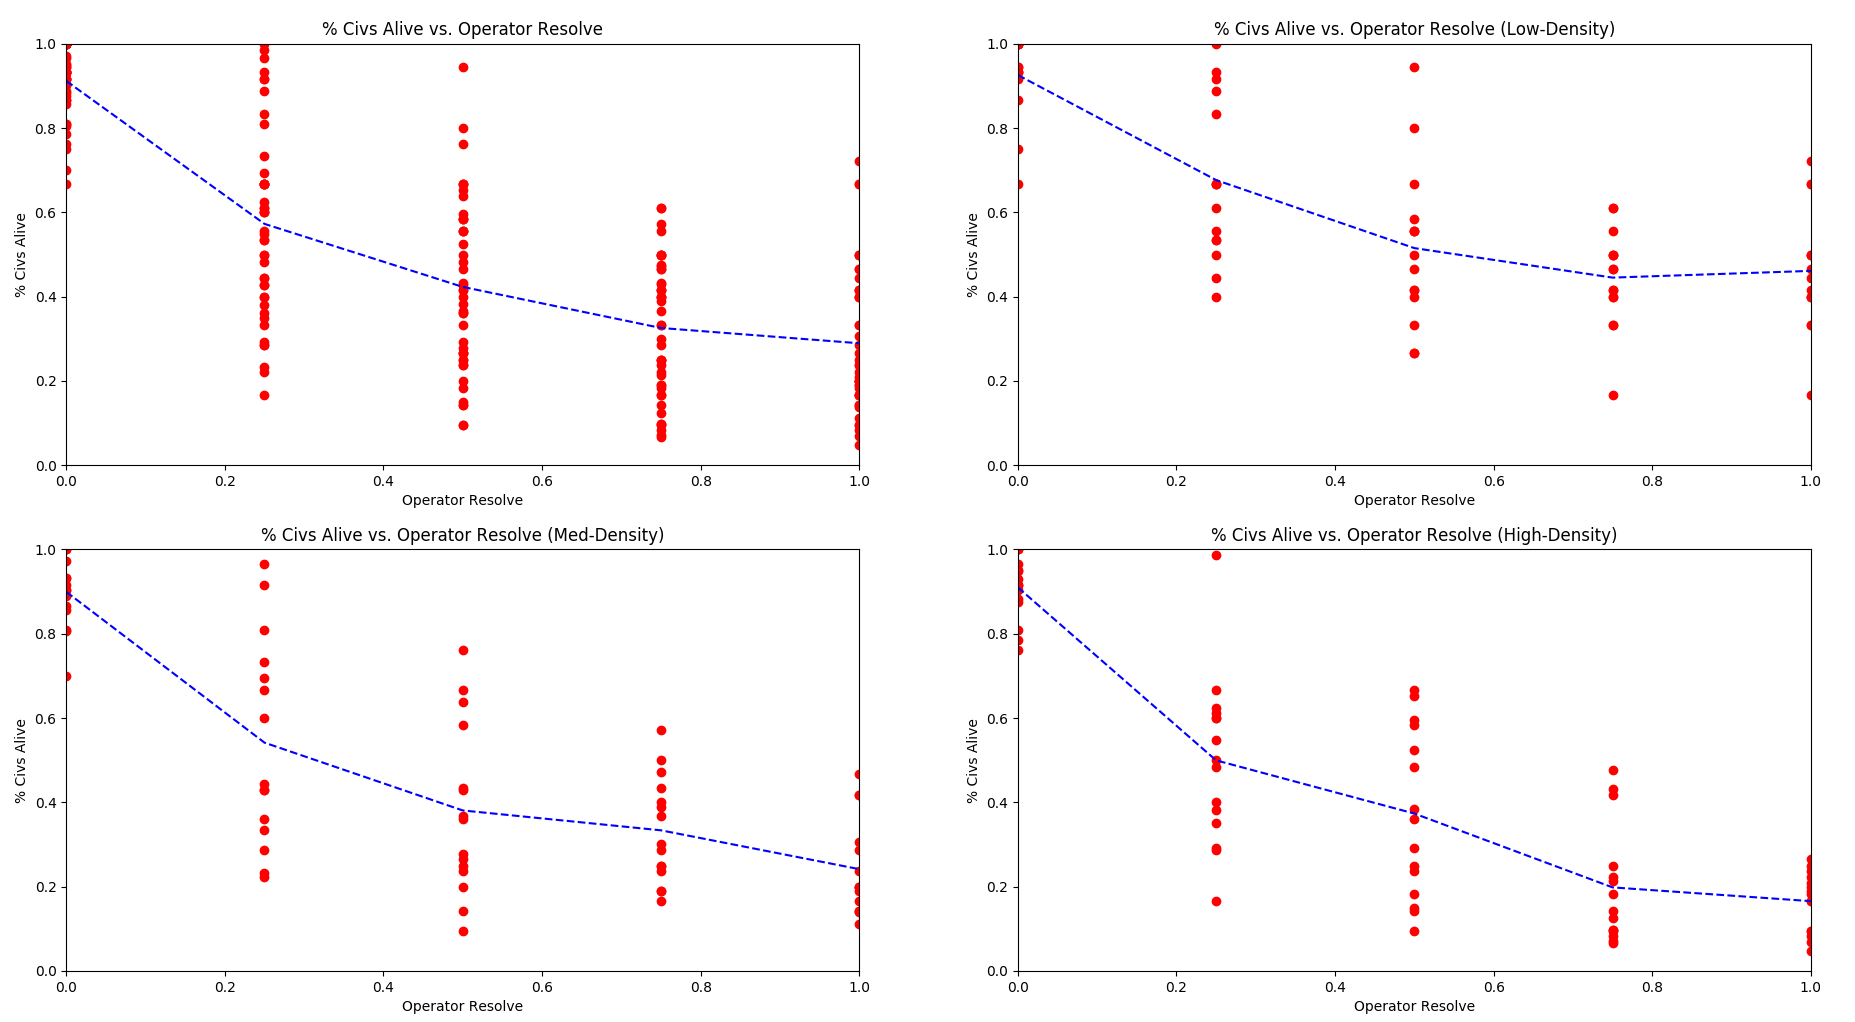 % Civs Alive vs. Operator Resolve
1.0
0.8
0.6
0.4
0.2
0.0
% Civs Alive
0.0 0.2 0.4 0.6 0.8 1.0
Operator Resolve
% Civs Alive vs. Operator Resolve (Low-Density)
1.0
0.8
0.6
0.4
0.2
0.0
% Civs Alive
0.0 0.2 0.4 0.6 0.8 1.0
Operator Resolve
% Civs Alive vs. Operator Resolve (Med-Density)
1.0
0.8
0.6
0.4
0.2
0.0
% Civs Alive
0.0 0.2 0.4 0.6 0.8 1.0
Operator Resolve
% Civs Alive vs. Operator Resolve (High-Density)
1.0
0.8
0.6
0.4
0.2
0.0
% Civs Alive
0.0 0.2 0.4 0.6 0.8 1.0
Operator Resolve